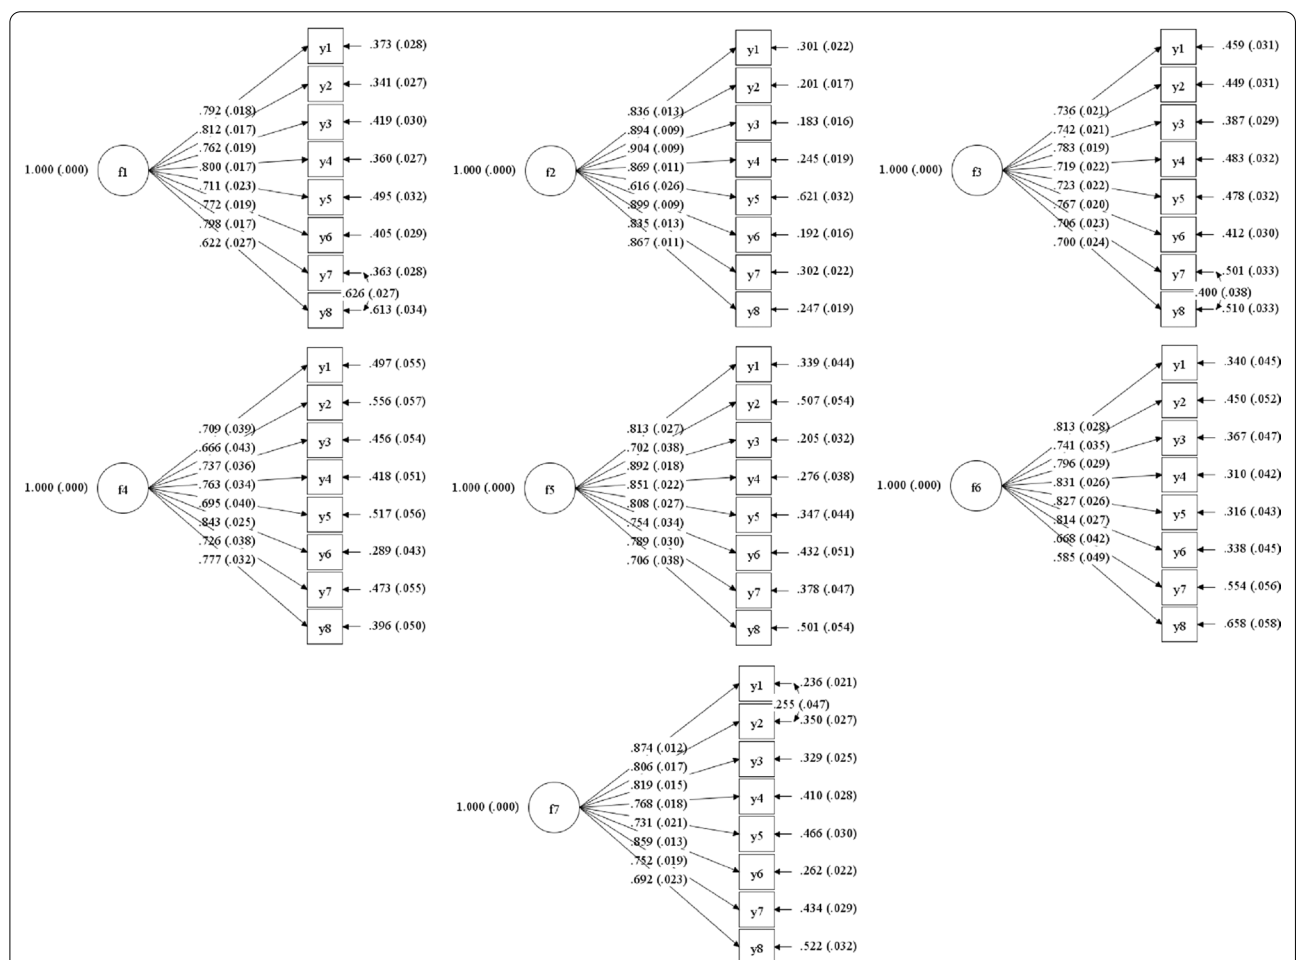 y1 .373 (.028)
y2 .341 (.027)
.792 (.018)
.812 (.017)
y3 .419 (.030)
.762 (.019)
.800 (.017)
y4 .360 (.027)
1.000 (.000) f1
.711 (.023)
y5 .495 (.032)
.772 (.019)
.798 (.017)
y6 .405 (.029)
.622 (.027)
y7 .363 (.028)
.626 (.027)
y8 .613 (.034)
y1 .301 (.022)
y2 .201 (.017)
.836 (.013)
.894 (.009)
y3 .183 (.016)
.904 (.009)
.869 (.011)
y4 .245 (.019)
1.000 (.000) f2
.616 (.026)
y5 .621 (.032)
.899 (.009)
.835 (.013)
y6 .192 (.016)
.867 (.011)
y7 .302 (.022)
y8 .247 (.019)
y1 .459 (.031)
y2 .449 (.031)
.736 (.021)
.742 (.021)
y3 .387 (.029)
.783 (.019)
.719 (.022)
y4 .483 (.032)
1.000 (.000) f3
.723 (.022)
y5 .478 (.032)
.767 (.020)
.706 (.023)
y6 .412 (.030)
.700 (.024)
y7 .501 (.033)
.400 (.038)
y8 .510 (.033)
y1 .497 (.055)
y2 .556 (.057)
.709 (.039)
.666 (.043)
y3 .456 (.054)
.737 (.036)
.763 (.034)
y4 .418 (.051)
1.000 (.000) f4
.695 (.040)
y5 .517 (.056)
.843 (.025)
.726 (.038)
y6 .289 (.043)
.777 (.032)
y7 .473 (.055)
y8 .396 (.050)
y1 .339 (.044)
y2 .507 (.054)
.813 (.027)
.702 (.038)
y3 .205 (.032)
.892 (.018)
.851 (.022)
y4 .276 (.038)
1.000 (.000) f5
.808 (.027)
y5 .347 (.044)
.754 (.034)
.789 (.030)
y6 .432 (.051)
.706 (.038)
y7 .378 (.047)
y8 .501 (.054)
y1 .340 (.045)
y2 .450 (.052)
.813 (.028)
.741 (.035)
y3 .367 (.047)
.796 (.029)
.831 (.026)
y4 .310 (.042)
1.000 (.000) f6
.827 (.026)
y5 .316 (.043)
.814 (.027)
.668 (.042)
y6 .338 (.045)
.585 (.049)
y7 .554 (.056)
y8 .658 (.058)
y1 .236 (.021)
.255 (.047)
y2 .350 (.027)
.874 (.012)
.806 (.017)
y3 .329 (.025)
.819 (.015)
.768 (.018)
y4 .410 (.028)
1.000 (.000) f7
.731 (.021)
y5 .466 (.030)
.859 (.013)
.752 (.019)
y6 .262 (.022)
.692 (.023)
y7 .434 (.029)
y8 .522 (.032)